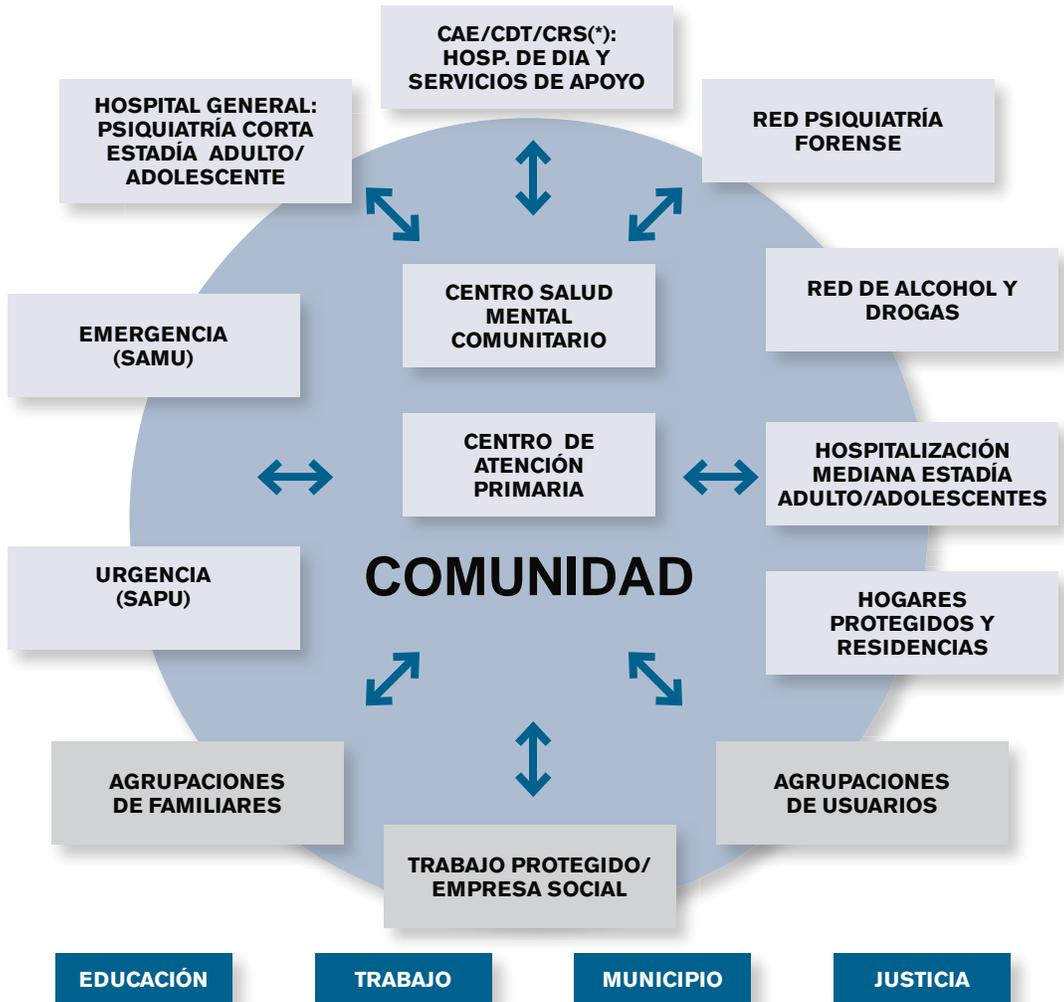 CAE/CDT/CRS(*):
HOSP. DE DIA Y
SERVICIOS DE APOYO
HOSPITAL GENERAL:
PSIQUIATRÍA CORTA
ESTADÍA ADULTO/
ADOLESCENTE
RED PSIQUIATRÍA
FORENSE
CENTRO SALUD
MENTAL
COMUNITARIO
RED DE ALCOHOL Y
DROGAS
EMERGENCIA
(SAMU)
CENTRO DE
ATENCIÓN
PRIMARIA
HOSPITALIZACIÓN
MEDIANA ESTADÍA
ADULTO/ADOLESCENTES
URGENCIA
(SAPU)
COMUNIDAD
HOGARES
PROTEGIDOS Y
RESIDENCIAS
AGRUPACIONES
DE FAMILIARES
AGRUPACIONES
DE USUARIOS
TRABAJO PROTEGIDO/
EMPRESA SOCIAL
EDUCACIÓN
TRABAJO
MUNICIPIO
JUSTICIA